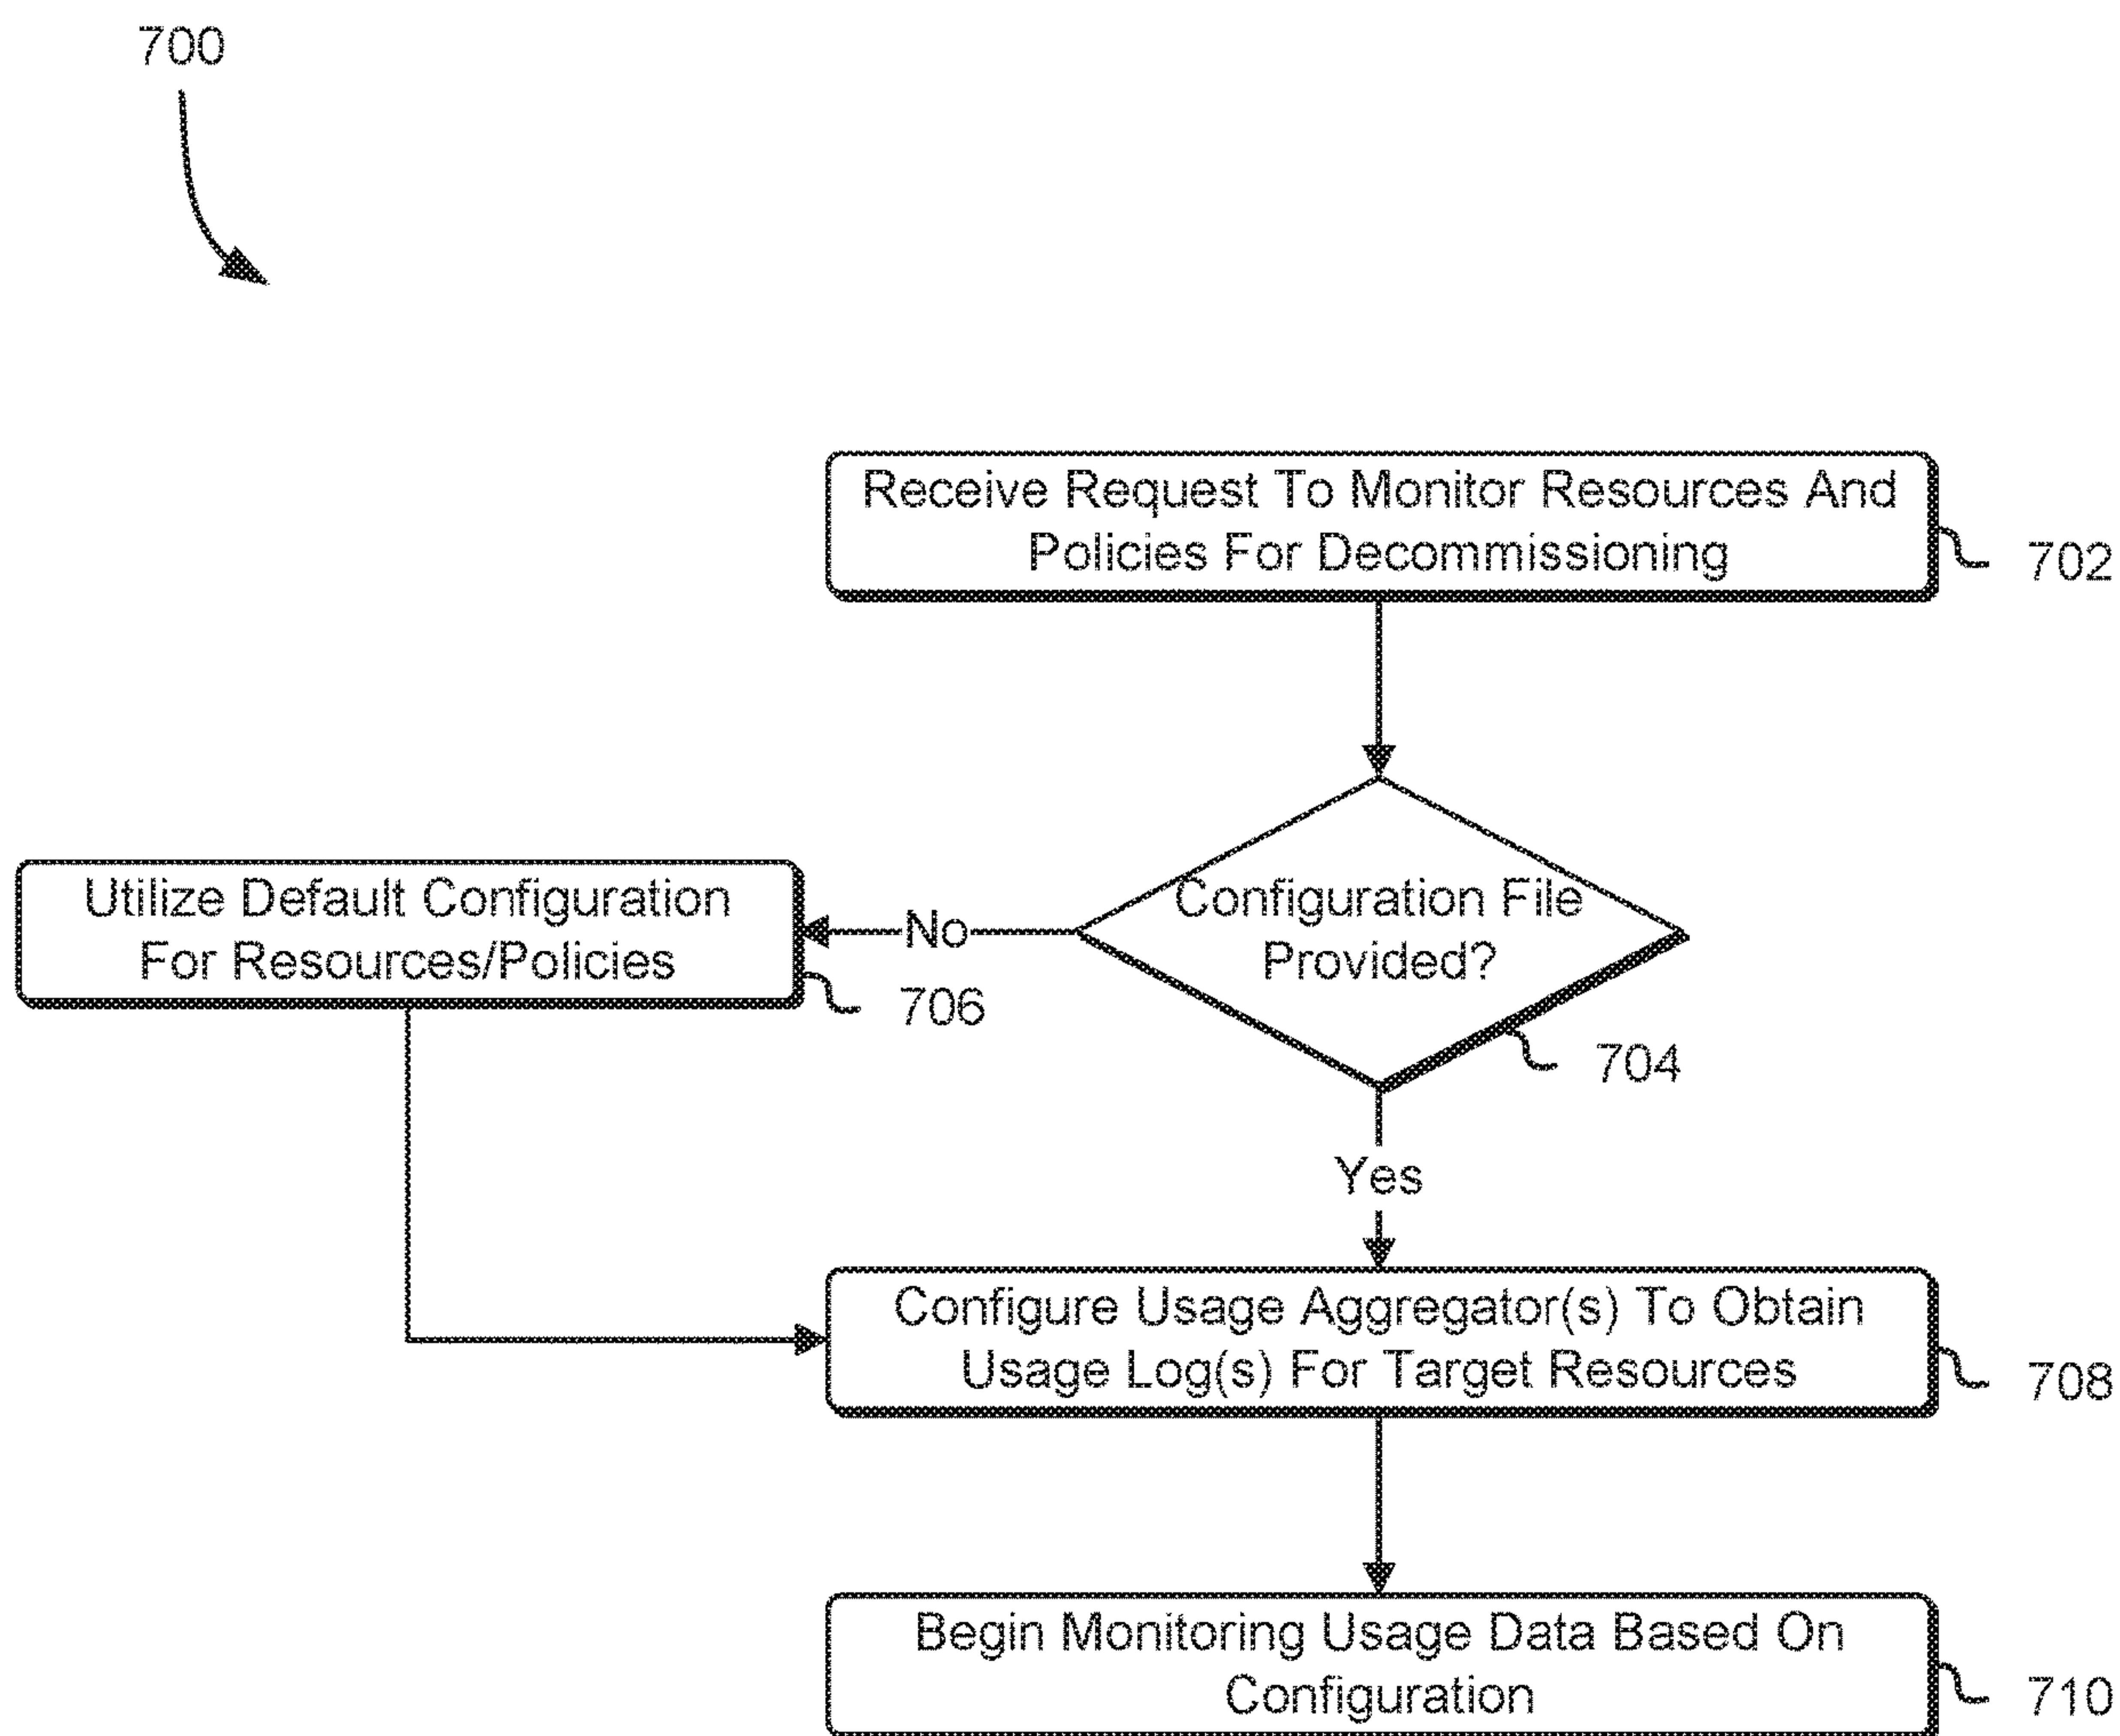 700
Receive Request To Monitor Resources And
Policies For Decommissioning
702
Configuration File
Provided?
704
No
Utilize Default Configuration
For Resources/Policies
706
Yes
Configure Usage Aggregator(s) To Obtain
Usage Log(s) For Target Resources
708
Begin Monitoring Usage Data Based On
Configuration
710